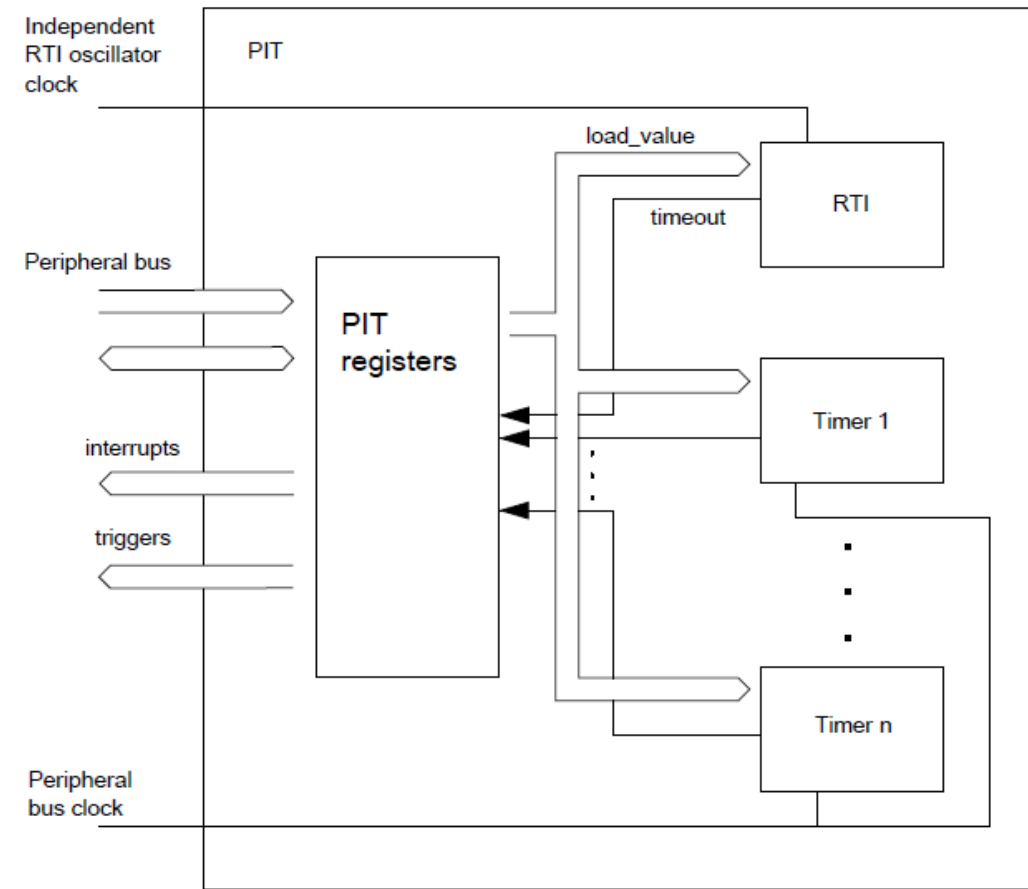 Independent
RTI oscillator
clock
PIT
load_value
RTI
timeout
Peripheral bus
PIT
registers
Timer 1
interrupts
triggers
Timer n
Peripheral
bus clock